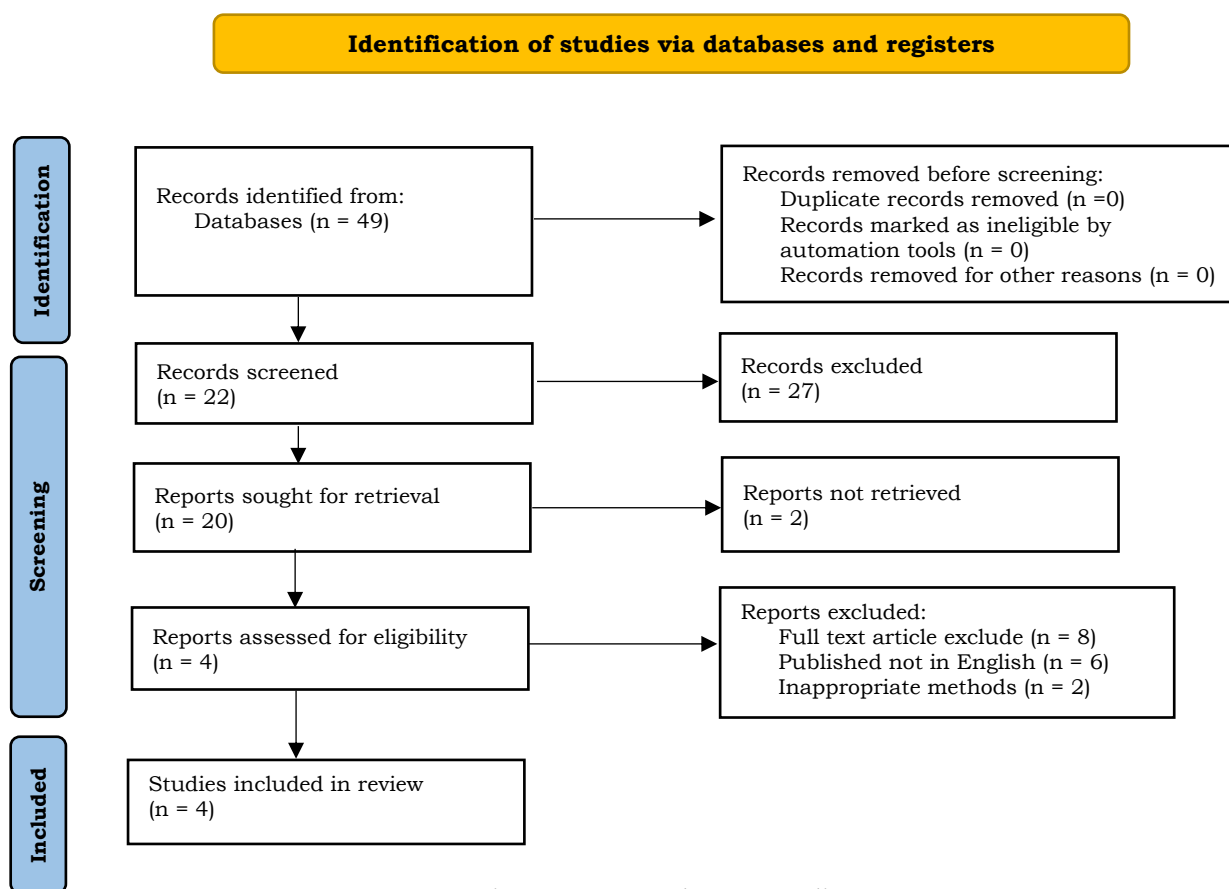 Identification of studies via databases and registers
Identification
Records identified from:
Databases (n = 49)
Records removed before screening:
Duplicate records removed (n =0)
Records marked as ineligible by
automation tools (n = 0)
Records removed for other reasons (n = 0)
Screening
Records screened
(n = 22)
Records excluded
(n = 27)
Reports sought for retrieval
(n = 20)
Reports not retrieved
(n = 2)
Reports assessed for eligibility
(n = 4)
Reports excluded:
Full text article exclude (n = 8)
Published not in English (n = 6)
Inappropriate methods (n = 2)
Included
Studies included in review
(n = 4)